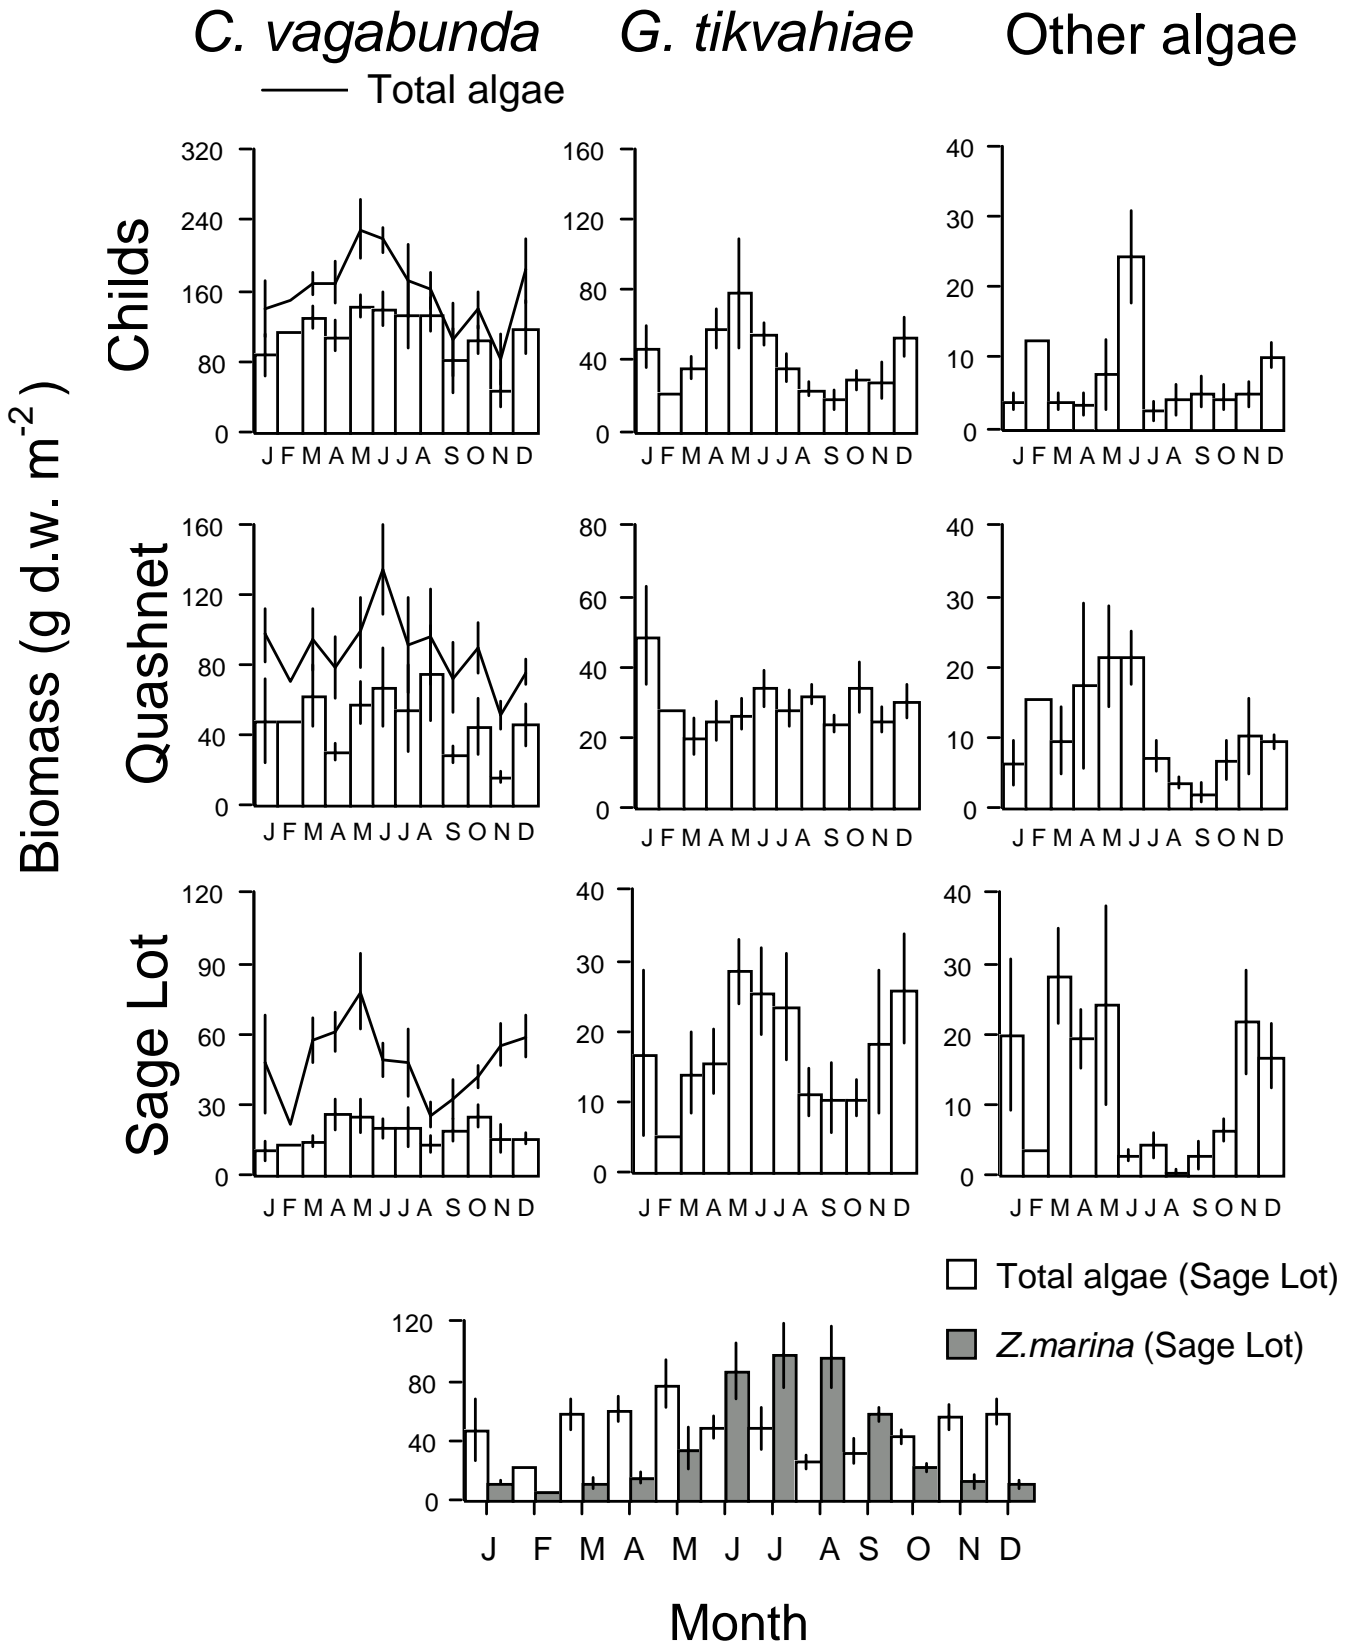 C. vagabunda G. tikvahiae Other algae
Total algae
Biomass (g d.w. m-2 )
Childs
320 240 160 80 0
J F M A M J J A S O N D
160 120 80 40 0
J F M A M J J A S O N D
40 30 20 10 0
J F M A M J J A S O N D
Quashnet
160 120 80 40 0
J F M A M J J A S O N D
80 60 40 20 0
J F M A M J J A S O N D
40 30 20 10 0
J F M A M J J A S O N D
Sage Lot
120 90 60 30 0
J F M A M J J A S O N D
40 30 20 10 0
J F M A M J J A S O N D
40 30 20 10 0
J F M A M J J A S O N D
Total algae (Sage Lot)
Z.marina (Sage Lot)
120 80 40 0
J F M A M J J A S O N D
Month